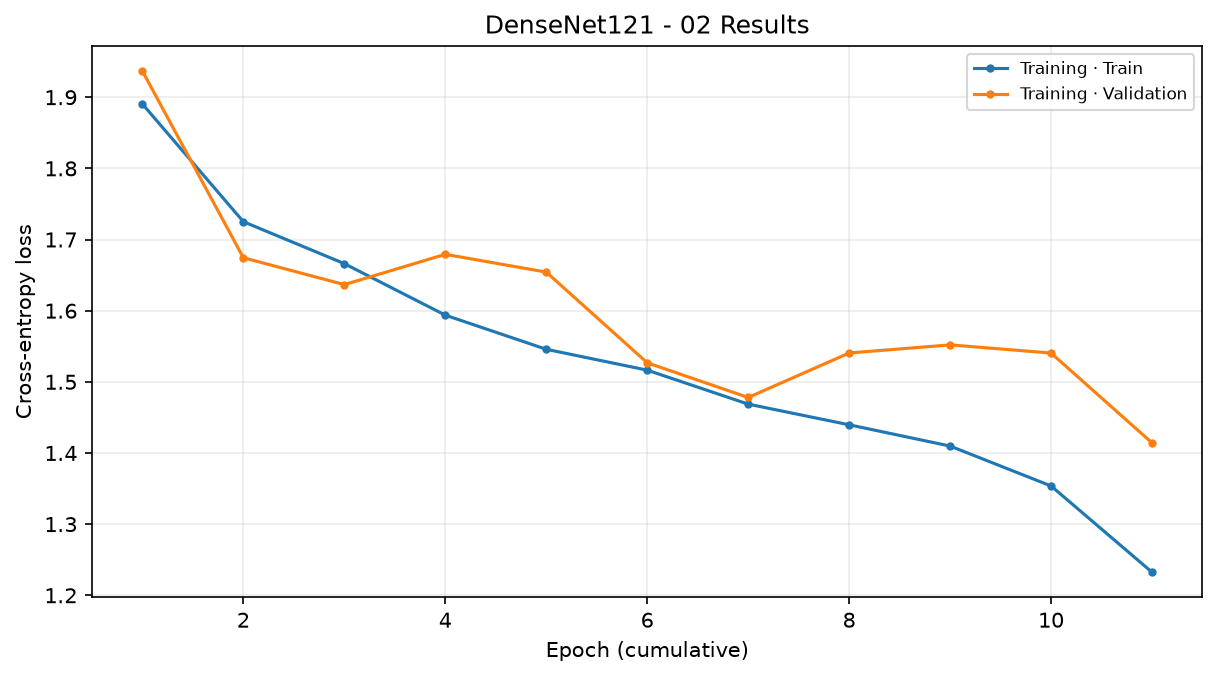 DenseNet121 - 02 Results
Training · Train
Training · Validation
Cross-entropy loss
1.9
1.8
1.7
1.6
1.5
1.4
1.3
1.2
2 4 6 8 10
Epoch (cumulative)